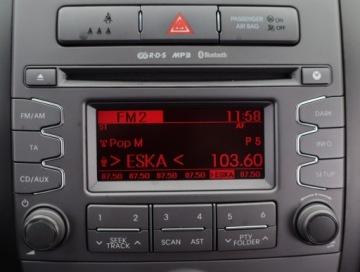 PASSENGER AIR BAG ON OFF
R·D·S MP3 Bluetooth
FM/AM
TA
CD/AUX
DARK
INFO
SETUP
FM2 11:58
ST AF
Pop M P 5
> ESKA < 103.60
87.50 87.50 87.50 87.50 ESKA 87.50
1 2 3 4 5 6
SEEK TRACK SCAN AST PTY FOLDER